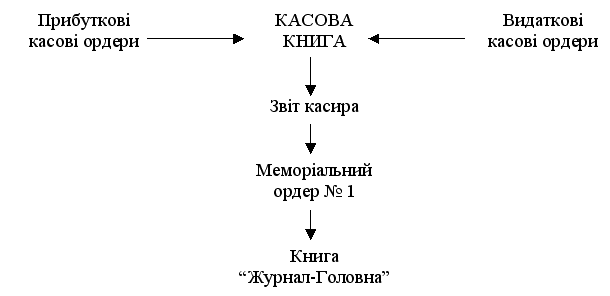 Прибуткові
касові ордери
КАСОВА
КНИГА
Видаткові
касові ордери
Звіт касира
Меморіальний
ордер № 1
Книга
“Журнал-Головна”